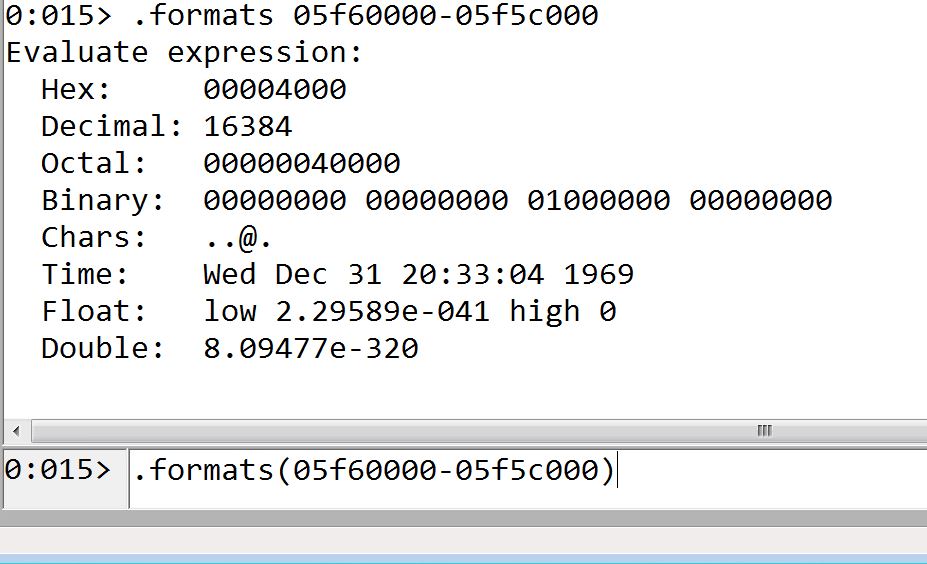 0:015> .formats 05f60000-05f5c000
Evaluate expression:
  Hex:     00004000
  Decimal: 16384
  Octal:   00000040000
  Binary:  00000000 00000000 01000000 00000000
  Chars:   ..@.
  Time:    Wed Dec 31 20:33:04 1969
  Float:   low 2.29589e-041 high 0
  Double:  8.09477e-320
0:015> .formats(05f60000-05f5c000)